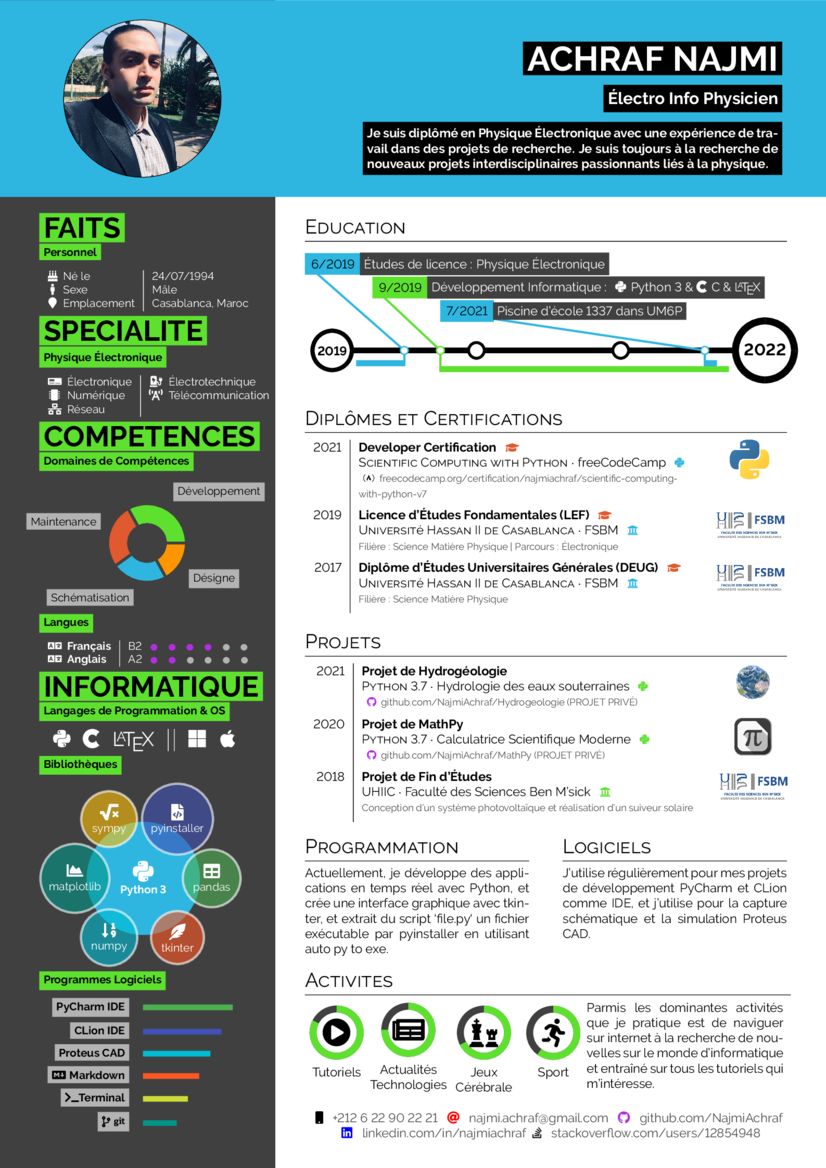 ACHRAF NAJMI
Électro Info Physicien
Je suis diplômé en Physique Électronique avec une expérience de tra-
vail dans des projets de recherche. Je suis toujours à la recherche de
nouveaux projets interdisciplinaires passionnants liés à la physique.
FAITS
Personnel
Né le 24/07/1994
Sexe Mâle
Emplacement Casablanca, Maroc
SPECIALITE
Physique Électronique
Électronique Électrotechnique
Numérique Télécommunication
Réseau
COMPETENCES
Domaines de Compétences
Développement
Maintenance
Désigne
Schématisation
Langues
Français B2
Anglais A2
INFORMATIQUE
Langages de Programmation & OS
LATEX
Bibliothèques
sympy pyinstaller
matplotlib Python 3 pandas
numpy tkinter
Programmes Logiciels
PyCharm IDE
CLion IDE
Proteus CAD
Markdown
Terminal
git
EDUCATION
6/2019 Études de licence : Physique Électronique
9/2019 Développement Informatique : Python 3 & C & LATEX
7/2021 Piscine d'école 1337 dans UM6P
2019 2022
DIPLÔMES ET CERTIFICATIONS
2021 Developer Certification
SCIENTIFIC COMPUTING WITH PYTHON · freeCodeCamp
freecodecamp.org/certification/najmiachraf/scientific-computing-
with-python-v7
2019 Licence d'Études Fondamentales (LEF)
UNIVERSITÉ HASSAN II DE CASABLANCA · FSBM
FSBM
Filière : Science Matière Physique | Parcours : Électronique
2017 Diplôme d'Études Universitaires Générales (DEUG)
UNIVERSITÉ HASSAN II DE CASABLANCA · FSBM
FSBM
Filière : Science Matière Physique
PROJETS
2021 Projet de Hydrogéologie
PYTHON 3.7 · Hydrologie des eaux souterraines
github.com/NajmiAchraf/Hydrogeologie (PROJET PRIVÉ)
2020 Projet de MathPy
PYTHON 3.7 · Calculatrice Scientifique Moderne
π
github.com/NajmiAchraf/MathPy (PROJET PRIVÉ)
2018 Projet de Fin d'Études
UHIIC · Faculté des Sciences Ben M'sick
FSBM
Conception d'un système photovoltaïque et réalisation d'un suiveur solaire
PROGRAMMATION
Actuellement, je développe des appli-
cations en temps réel avec Python, et
crée une interface graphique avec tkin-
ter, et extrait du script 'file.py' un fichier
exécutable par pyinstaller en utilisant
auto py to exe.
LOGICIELS
J'utilise régulièrement pour mes projets
de développement PyCharm et CLion
comme IDE, et j'utilise pour la capture
schématique et la simulation Proteus
CAD.
ACTIVITES
Tutoriels
Actualités
Technologies
Jeux
Cérébrale
Sport
Parmis les dominantes activités
que je pratique est de naviguer
sur internet à la recherche de nou-
velles sur le monde d'informatique
et entraîné sur tous les tutoriels qui
m'intéresse.
+212 6 22 90 22 21 najmi.achraf@gmail.com github.com/NajmiAchraf
linkedin.com/in/najmiachraf stackoverflow.com/users/12854948